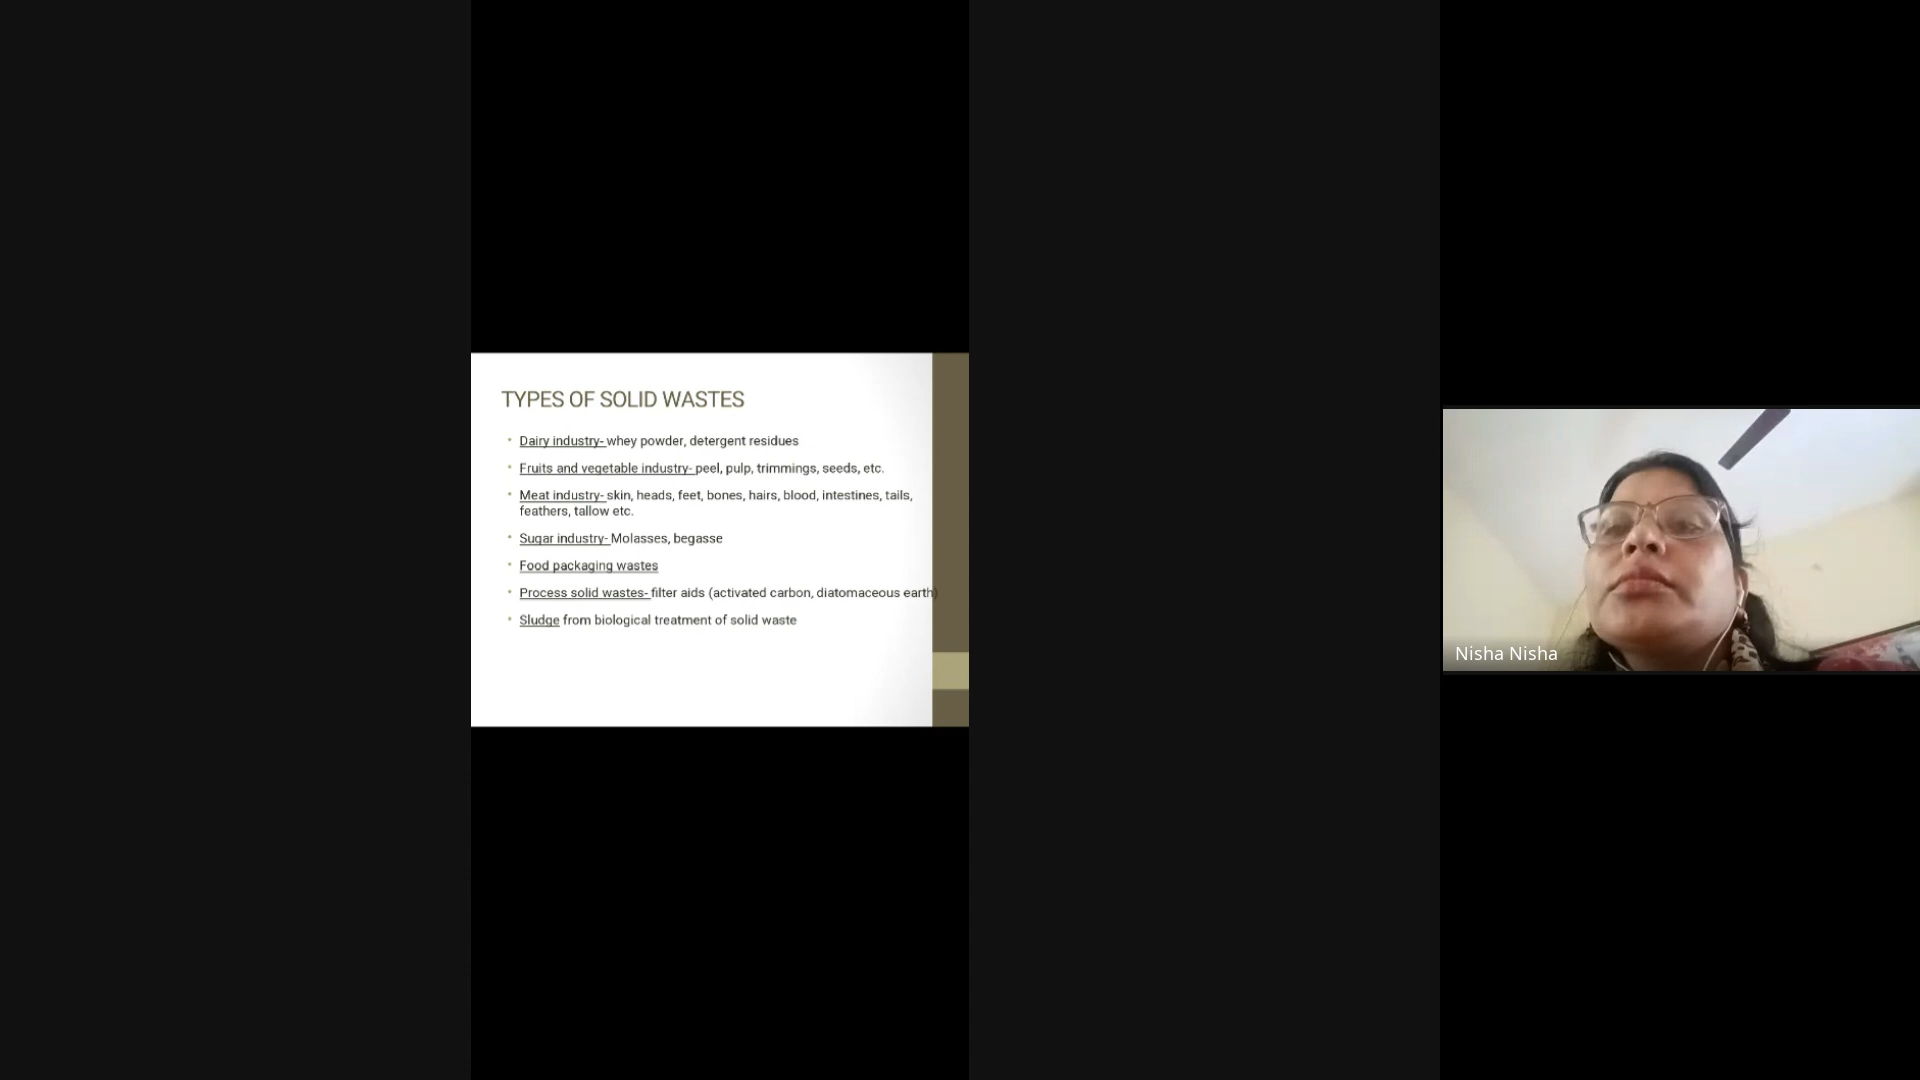 TYPES OF SOLID WASTES
• Dairy industry- whey powder, detergent residues
• Fruits and vegetable industry- peel, pulp, trimmings, seeds, etc.
• Meat industry- skin, heads, feet, bones, hairs, blood, intestines, tails,
feathers, tallow etc.
• Sugar industry- Molasses, begasse
• Food packaging wastes
• Process solid wastes- filter aids (activated carbon, diatomaceous earth)
• Sludge from biological treatment of solid waste
Nisha Nisha